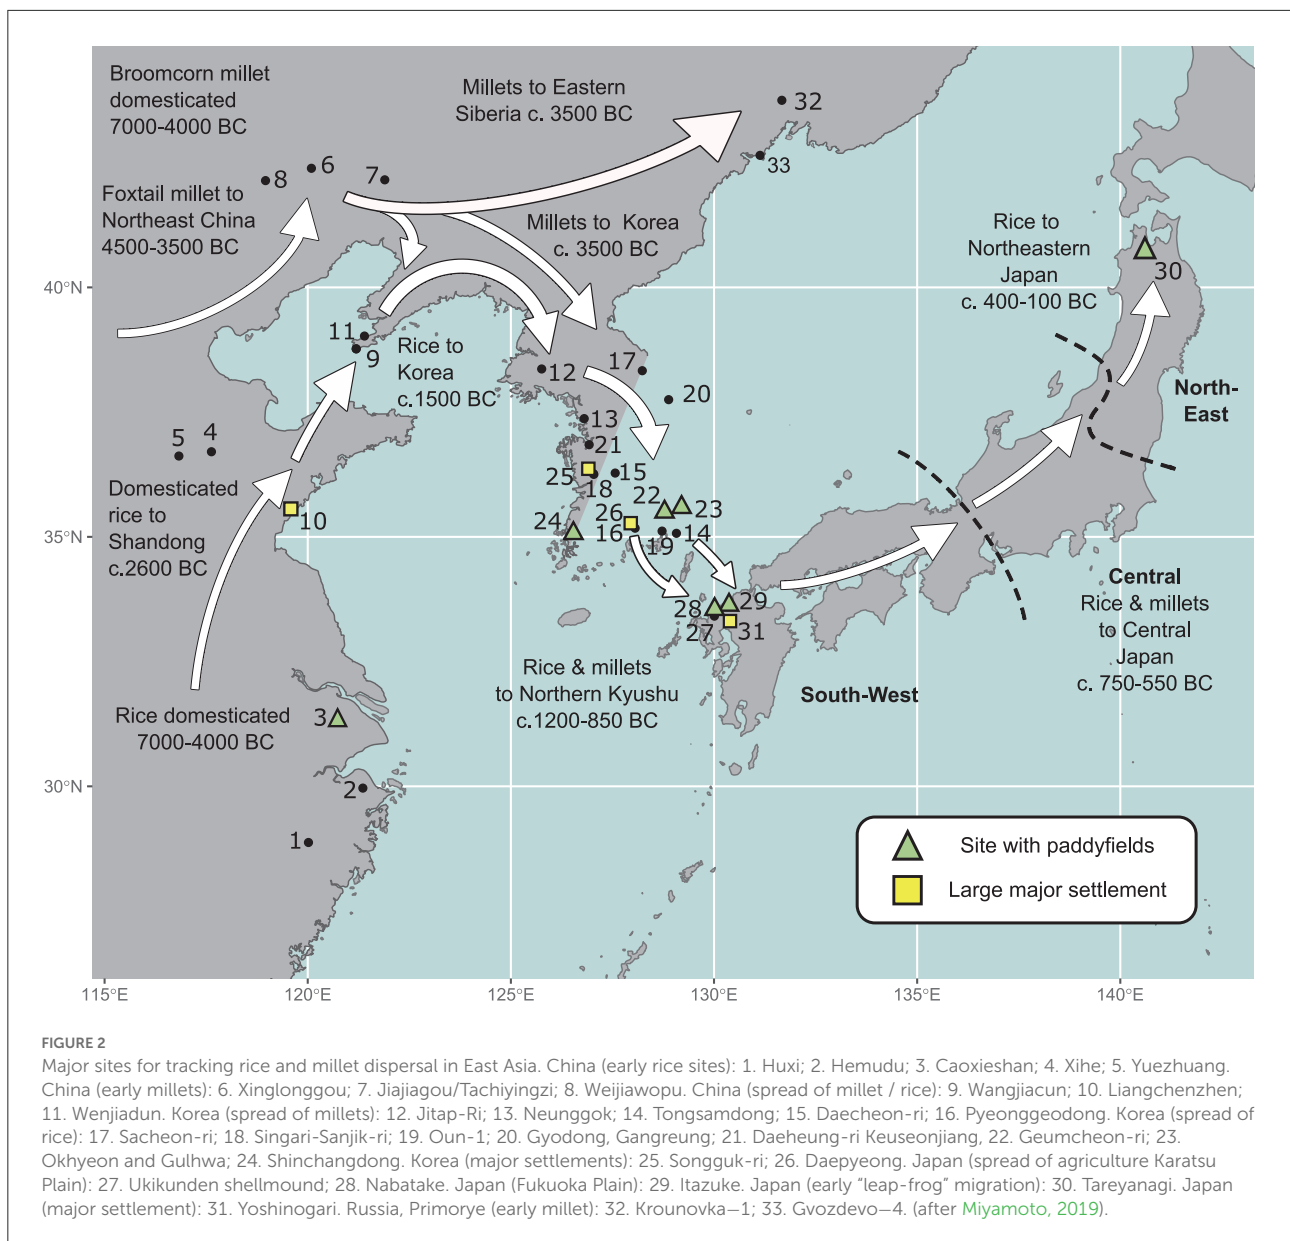 Broomcorn millet
domesticated
7000-4000 BC
Millets to Eastern
Siberia c. 3500 BC
32
33
6
7
8
Foxtail millet to
Northeast China
4500-3500 BC
Millets to Korea
c. 3500 BC
Rice to
Northeastern
Japan
c. 400-100 BC
30
40°N
11
9
Rice to
Korea
c.1500 BC
12
17
20
North-
East
13
5
4
21
25
18
15
22
23
Domesticated
rice to
Shandong
c.2600 BC
10
24
26
16
19
14
35°N
Central
Rice & millets
to Central
Japan
c. 750-550 BC
28
29
27
31
Rice & millets
to Northern Kyushu
c.1200-850 BC
South-West
Rice domesticated
7000-4000 BC
3
30°N
2
1
Site with paddyfields
Large major settlement
115°E
120°E
125°E
130°E
135°E
140°E
FIGURE 2
Major sites for tracking rice and millet dispersal in East Asia. China (early rice sites): 1. Huxi; 2. Hemudu; 3. Caoxieshan; 4. Xihe; 5. Yuezhuang.
China (early millets): 6. Xinglonggou; 7. Jiajiagou/Tachiyingzi; 8. Weijiawopu. China (spread of millet / rice): 9. Wangjiacun; 10. Liangchenzhen;
11. Wenjiadun. Korea (spread of millets): 12. Jitap-Ri; 13. Neunggok; 14. Tongsamdong; 15. Daecheon-ri; 16. Pyeonggeodong. Korea (spread of
rice): 17. Sacheon-ri; 18. Singari-Sanjik-ri; 19. Oun-1; 20. Gyodong, Gangreung; 21. Daeheung-ri Keuseonjiang, 22. Geumcheon-ri; 23.
Okhyeon and Gulhwa; 24. Shinchangdong. Korea (major settlements): 25. Songguk-ri; 26. Daepyeong. Japan (spread of agriculture Karatsu
Plain): 27. Ukikunden shellmound; 28. Nabatake. Japan (Fukuoka Plain): 29. Itazuke. Japan (early “leap-frog” migration): 30. Tareyanagi. Japan
(major settlement): 31. Yoshinogari. Russia, Primorye (early millet): 32. Krounovka−1; 33. Gvozdevo−4. (after Miyamoto, 2019).